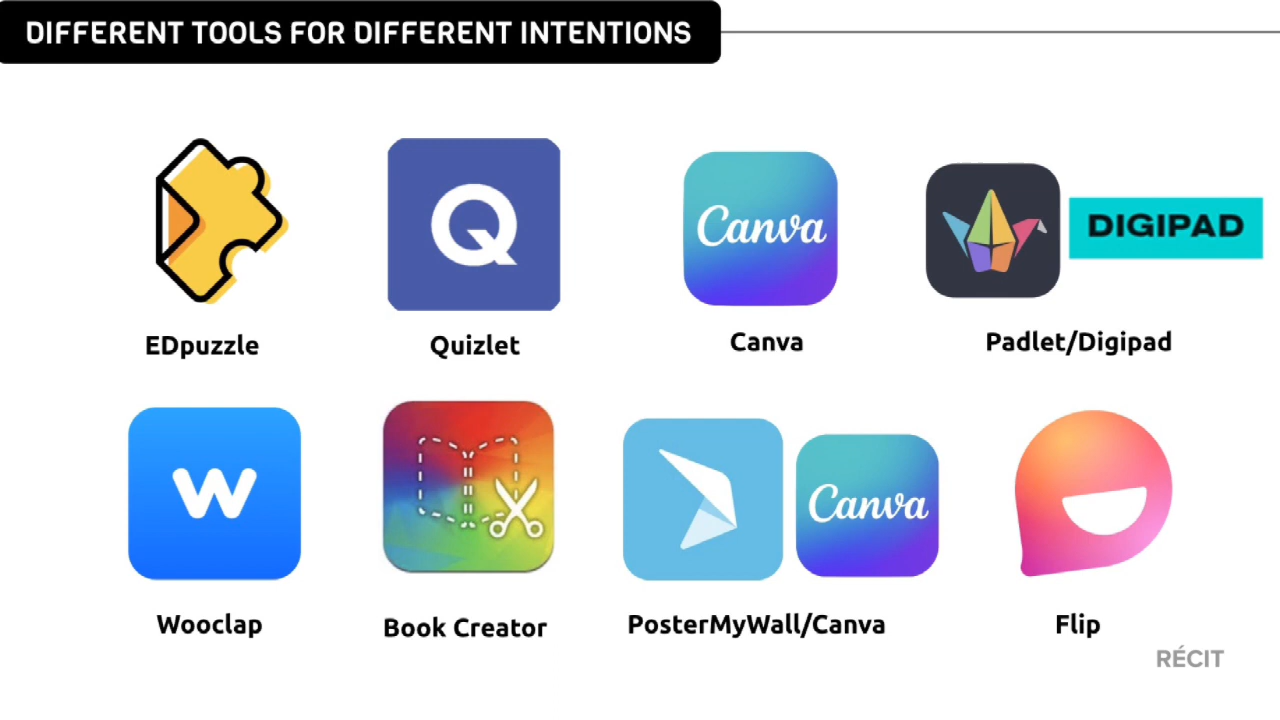 DIFFERENT TOOLS FOR DIFFERENT INTENTIONS
Q
Canva
DIGIPAD
EDpuzzle
Quizlet
Canva
Padlet/Digipad
W
Canva
Wooclap
Book Creator
PosterMyWall/Canva
Flip
RÉCIT